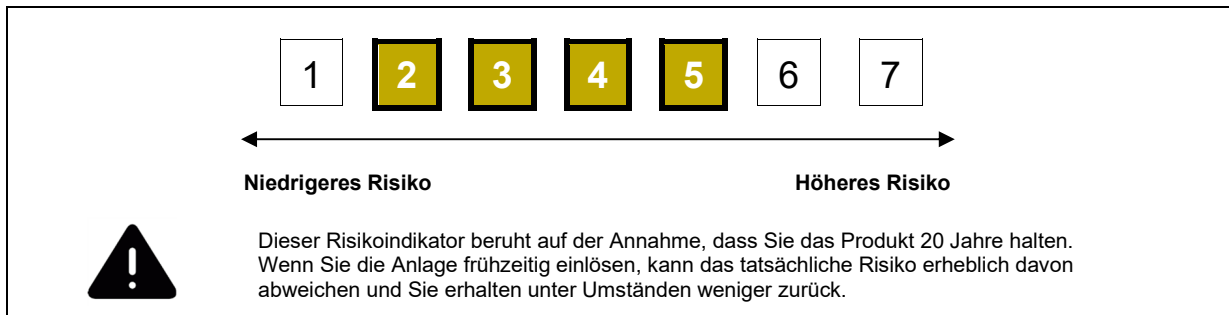 1 2 3 4 5 6 7
Niedrigeres Risiko Höheres Risiko
Dieser Risikoindikator beruht auf der Annahme, dass Sie das Produkt 20 Jahre halten.
Wenn Sie die Anlage frühzeitig einlösen, kann das tatsächliche Risiko erheblich davon
abweichen und Sie erhalten unter Umständen weniger zurück.